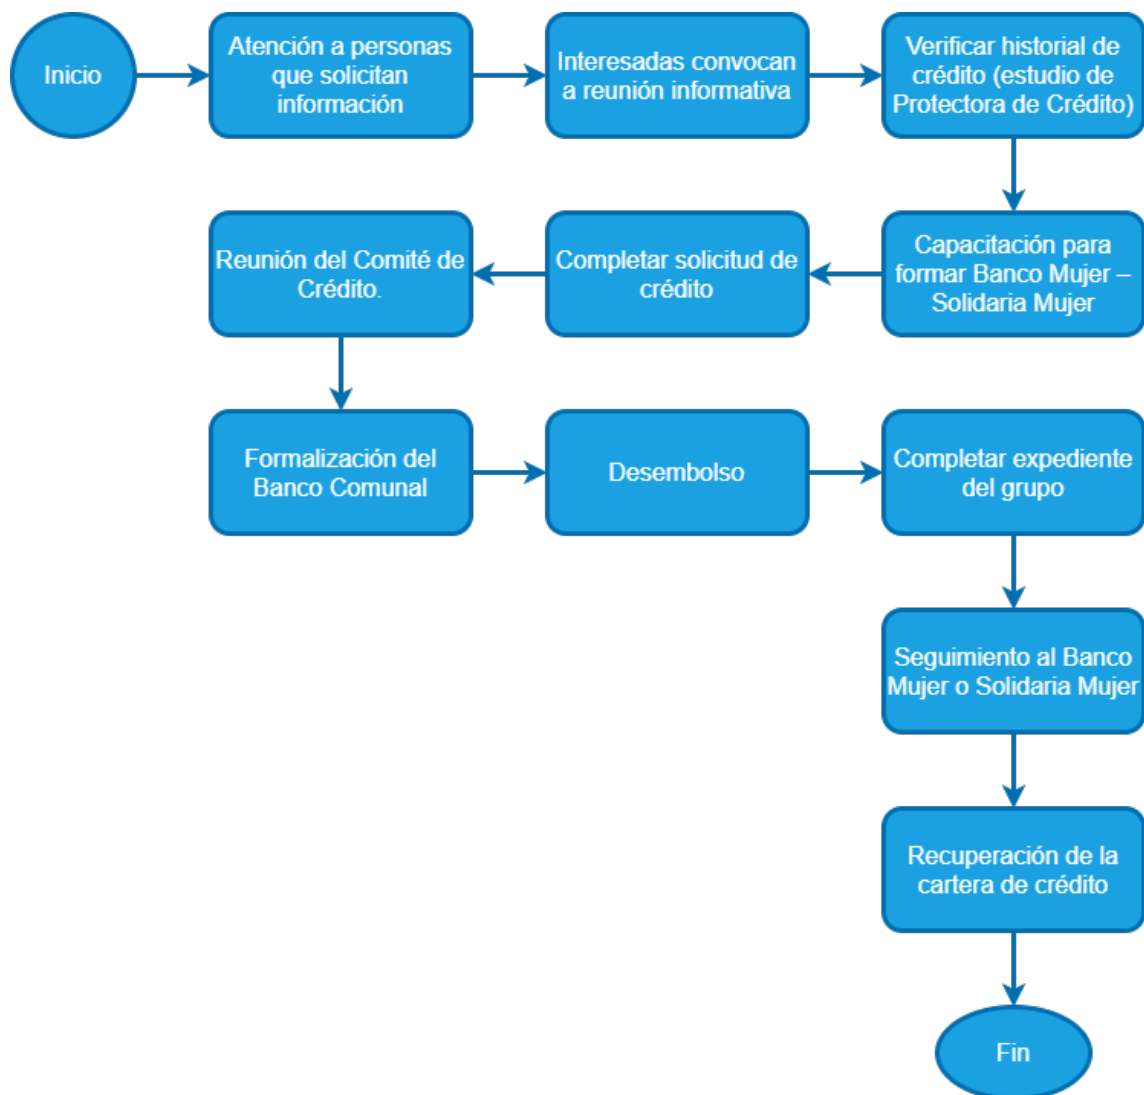 Inicio
Atención a personas
que solicitan
información
Interesadas convocan
a reunión informativa
Verificar historial de
crédito (estudio de
Protectora de Crédito)
Capacitación para
formar Banco Mujer –
Solidaria Mujer
Completar solicitud de
crédito
Reunión del Comité de
Crédito.
Formalización del
Banco Comunal
Desembolso
Completar expediente
del grupo
Seguimiento al Banco
Mujer o Solidaria Mujer
Recuperación de la
cartera de crédito
Fin